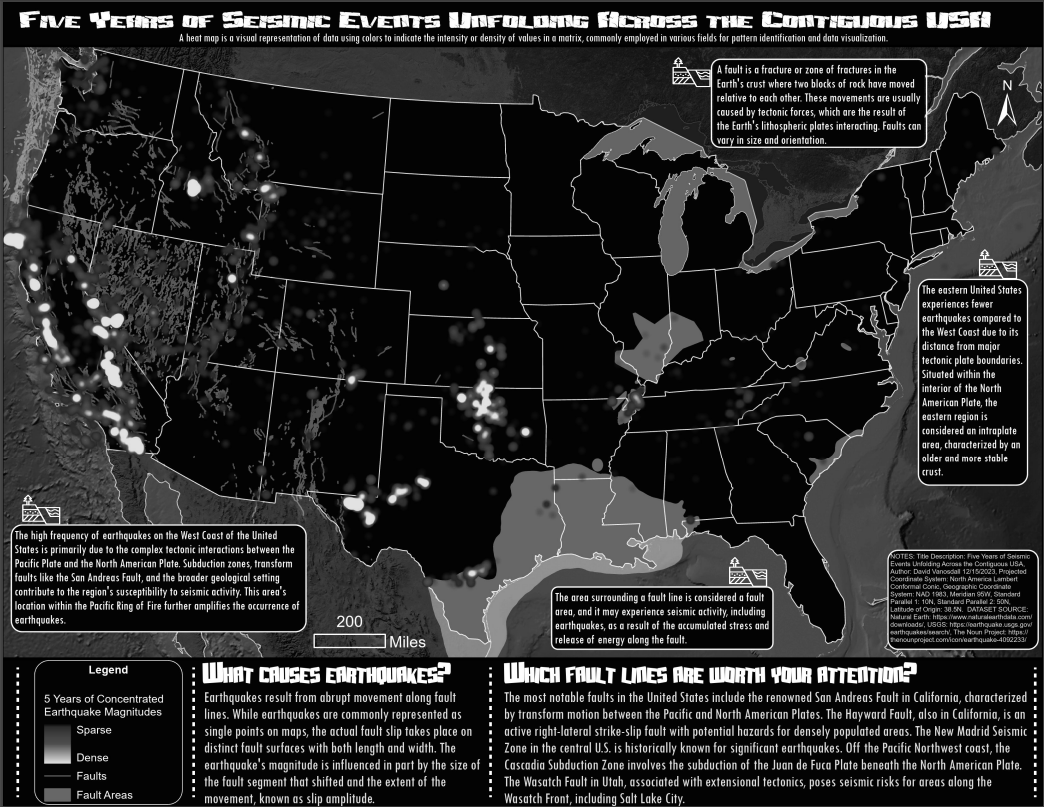 Five Years of Seismic Events Unfolding Across the Contiguous USA
A heat map is a visual representation of data using colors to indicate the intensity or density of values in a matrix, commonly employed in various fields for pattern identification and data visualization.
A fault is a fracture or zone of fractures in the
Earth's crust where two blocks of rock have moved
relative to each other. These movements are usually
caused by tectonic forces, which are the result of
the Earth's lithospheric plates interacting. Faults can
vary in size and orientation.
N
The eastern United States
experiences fewer
earthquakes compared to
the West Coast due to its
distance from major
tectonic plate boundaries.
Situated within the
interior of the North
American Plate, the
eastern region is
considered an intraplate
area, characterized by an
older and more stable
crust.
The high frequency of earthquakes on the West Coast of the United
States is primarily due to the complex tectonic interactions between the
Pacific Plate and the North American Plate. Subduction zones, transform
faults like the San Andreas Fault, and the broader geological setting
contribute to the region's susceptibility to seismic activity. This area's
location within the Pacific Ring of Fire further amplifies the occurrence of
earthquakes.
200
Miles
The area surrounding a fault line is considered a fault
area, and it may experience seismic activity, including
earthquakes, as a result of the accumulated stress and
release of energy along the fault.
NOTES: Title Description: Five Years of Seismic
Events Unfolding Across the Contiguous USA,
Author: David Vanosdall 12/15/2023, Projected
Coordinate System: North America Lambert
Conformal Conic, Geographic Coordinate
System: NAD 1983, Meridian 95W, Standard
Parallel 1: 10N, Standard Parallel 2: 50N,
Latitude of Origin: 38.5N. DATASET SOURCE:
Natural Earth: https://www.naturalearthdata.com/
downloads/, USGS: https://earthquake.usgs.gov/
earthquakes/search/, The Noun Project: https://
thenounproject.com/icon/earthquake-4092233/
Legend
5 Years of Concentrated
Earthquake Magnitudes
Sparse
Dense
Faults
Fault Areas
What causes earthquakes?
Earthquakes result from abrupt movement along fault
lines. While earthquakes are commonly represented as
single points on maps, the actual fault slip takes place on
distinct fault surfaces with both length and width. The
earthquake's magnitude is influenced in part by the size of
the fault segment that shifted and the extent of the
movement, known as slip amplitude.
Which fault lines are worth your attention?
The most notable faults in the United States include the renowned San Andreas Fault in California, characterized
by transform motion between the Pacific and North American Plates. The Hayward Fault, also in California, is an
active right-lateral strike-slip fault with potential hazards for densely populated areas. The New Madrid Seismic
Zone in the central U.S. is historically known for significant earthquakes. Off the Pacific Northwest coast, the
Cascadia Subduction Zone involves the subduction of the Juan de Fuca Plate beneath the North American Plate.
The Wasatch Fault in Utah, associated with extensional tectonics, poses seismic risks for areas along the
Wasatch Front, including Salt Lake City.